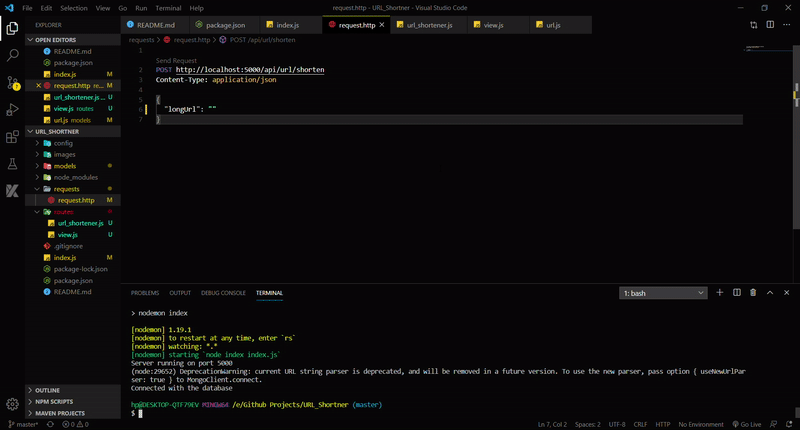 File Edit Selection View Go Run Terminal Help
request.http - URL_Shortner - Visual Studio Code
EXPLORER
README.md package.json index.js request.http url_shortener.js view.js url.js
OPEN EDITORS
README.md
package.json
index.js M
request.http re... M
url_shortener.js ... U
view.js routes U
url.js models M
URL_SHORTNER
config
images
models
node_modules
requests
request.http M
routes
url_shortener.js U
view.js U
.gitignore
index.js M
package-lock.json
package.json
README.md
OUTLINE
NPM SCRIPTS
MAVEN PROJECTS
requests > request.http > POST /api/url/shorten
1
Send Request
2 POST http://localhost:5000/api/url/shorten
3 Content-Type: application/json
4
5 {
6 "longUrl": ""
7 }
PROBLEMS OUTPUT DEBUG CONSOLE TERMINAL 1: bash
> nodemon index
[nodemon] 1.19.1
[nodemon] to restart at any time, enter `rs`
[nodemon] watching: *.*
[nodemon] starting `node index index.js`
Server running on port 5000
(node:29652) DeprecationWarning: current URL string parser is deprecated, and will be removed in a future version. To use the new parser, pass option { useNewUrlPar
ser: true } to MongoClient.connect.
Connected with the database
hp@DESKTOP-QTF79EV MINGW64 /e/Github Projects/URL_Shortner (master)
$
master* 0 0 Ln 7, Col 2 Spaces: 2 UTF-8 CRLF HTTP No Environment Go Live